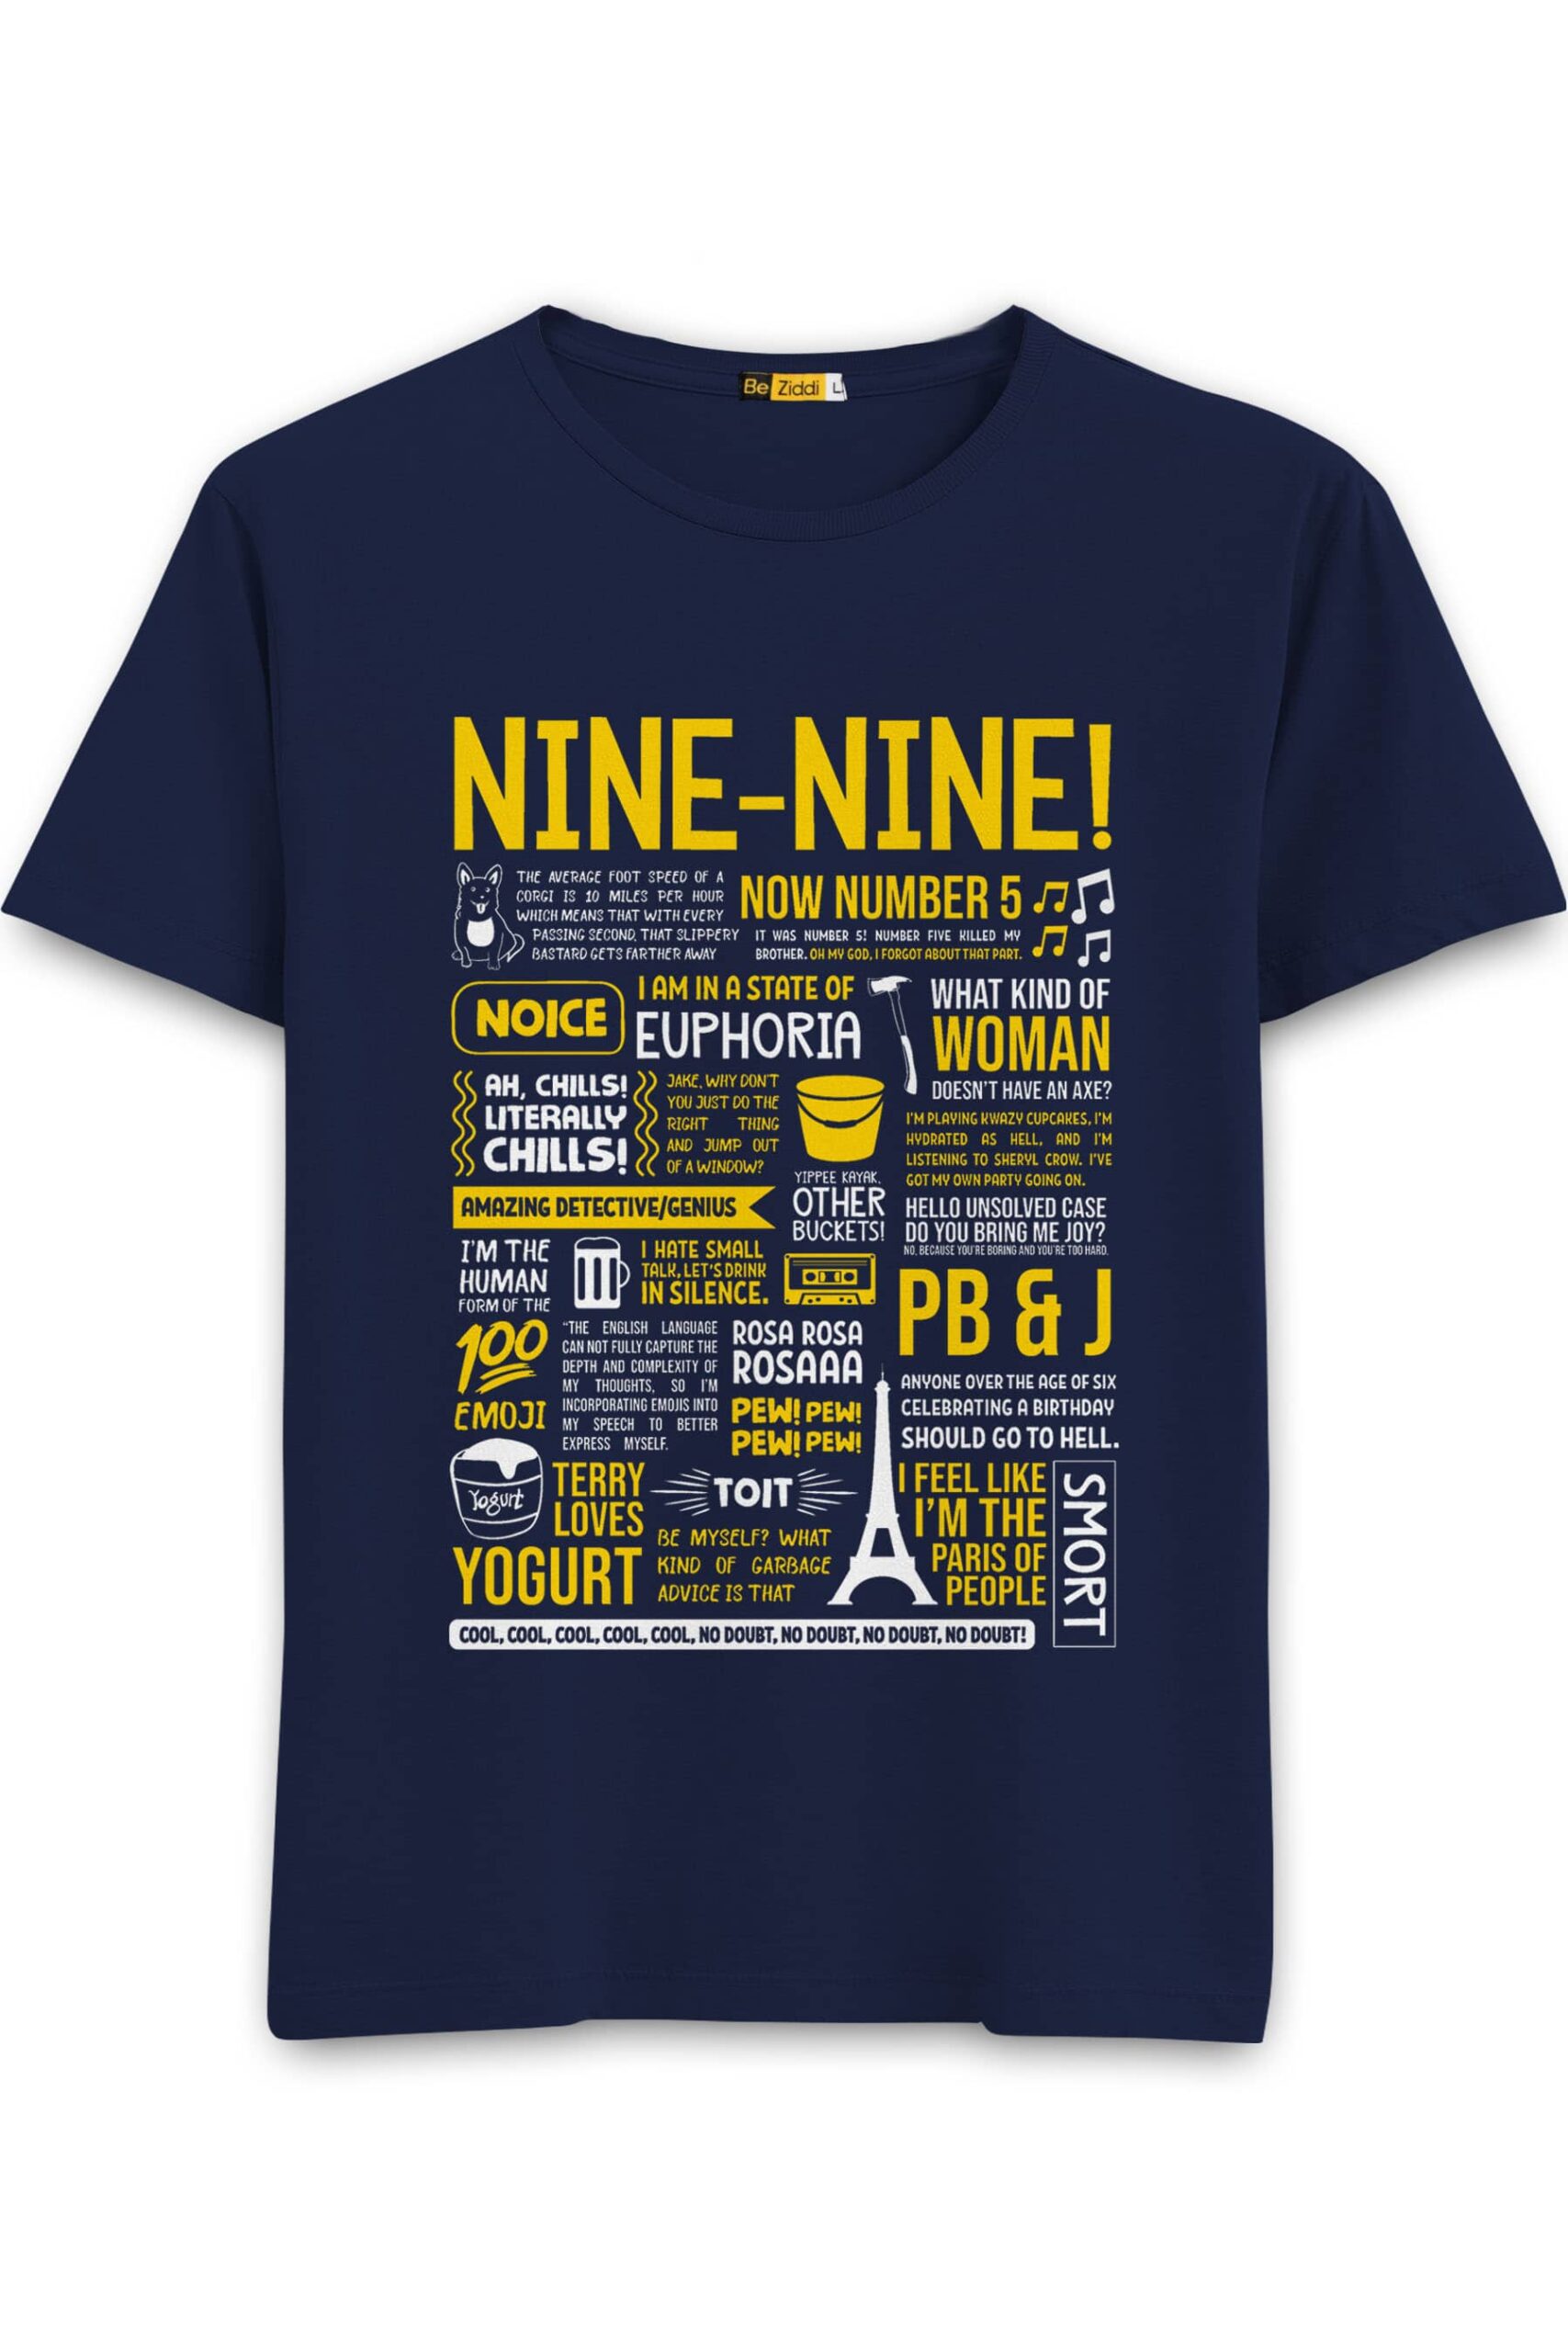 Be Ziddi L
NINE-NINE!
THE AVERAGE FOOT SPEED OF A
CORGI IS 10 MILES PER HOUR
WHICH MEANS THAT WITH EVERY
PASSING SECOND, THAT SLIPPERY
BASTARD GETS FARTHER AWAY
NOW NUMBER 5
IT WAS NUMBER 5! NUMBER FIVE KILLED MY
BROTHER. OH MY GOD, I FORGOT ABOUT THAT PART.
NOICE
I AM IN A STATE OF
EUPHORIA
WHAT KIND OF
WOMAN
DOESN'T HAVE AN AXE?
AH, CHILLS!
LITERALLY
CHILLS!
JAKE, WHY DON'T
YOU JUST DO THE
RIGHT THING
AND JUMP OUT
OF A WINDOW?
YIPPEE KAYAK,
OTHER
BUCKETS!
I'M PLAYING KWAZY CUPCAKES, I'M
HYDRATED AS HELL, AND I'M
LISTENING TO SHERYL CROW. I'VE
GOT MY OWN PARTY GOING ON.
AMAZING DETECTIVE/GENIUS
HELLO UNSOLVED CASE
DO YOU BRING ME JOY?
NO, BECAUSE YOU'RE BORING AND YOU'RE TOO HARD.
I'M THE
HUMAN
FORM OF THE
100
EMOJI
I HATE SMALL
TALK, LET'S DRINK
IN SILENCE.
PB & J
"THE ENGLISH LANGUAGE
CAN NOT FULLY CAPTURE THE
DEPTH AND COMPLEXITY OF
MY THOUGHTS, SO I'M
INCORPORATING EMOJIS INTO
MY SPEECH TO BETTER
EXPRESS MYSELF.
ROSA ROSA
ROSAAA
PEW! PEW!
PEW! PEW!
ANYONE OVER THE AGE OF SIX
CELEBRATING A BIRTHDAY
SHOULD GO TO HELL.
Yogurt
TERRY
LOVES
YOGURT
TOIT
BE MYSELF? WHAT
KIND OF GARBAGE
ADVICE IS THAT
I FEEL LIKE
I'M THE
PARIS OF
PEOPLE
SMORT
COOL, COOL, COOL, COOL, COOL, NO DOUBT, NO DOUBT, NO DOUBT, NO DOUBT!